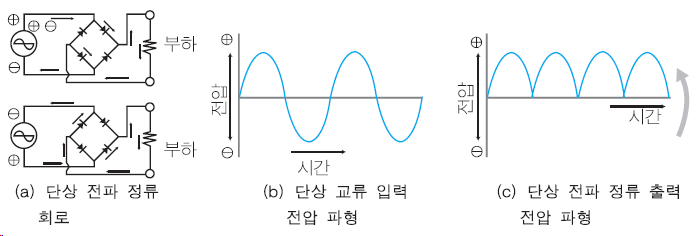 ⊕ ⊕ ⊖ 부하
⊖
⊖ 부하
⊕
(a) 단상 전파 정류
회로
⊕
전압
⊖
시간
(b) 단상 교류 입력
전압 파형
⊕
전압
⊖
시간
(c) 단상 전파 정류 출력
전압 파형